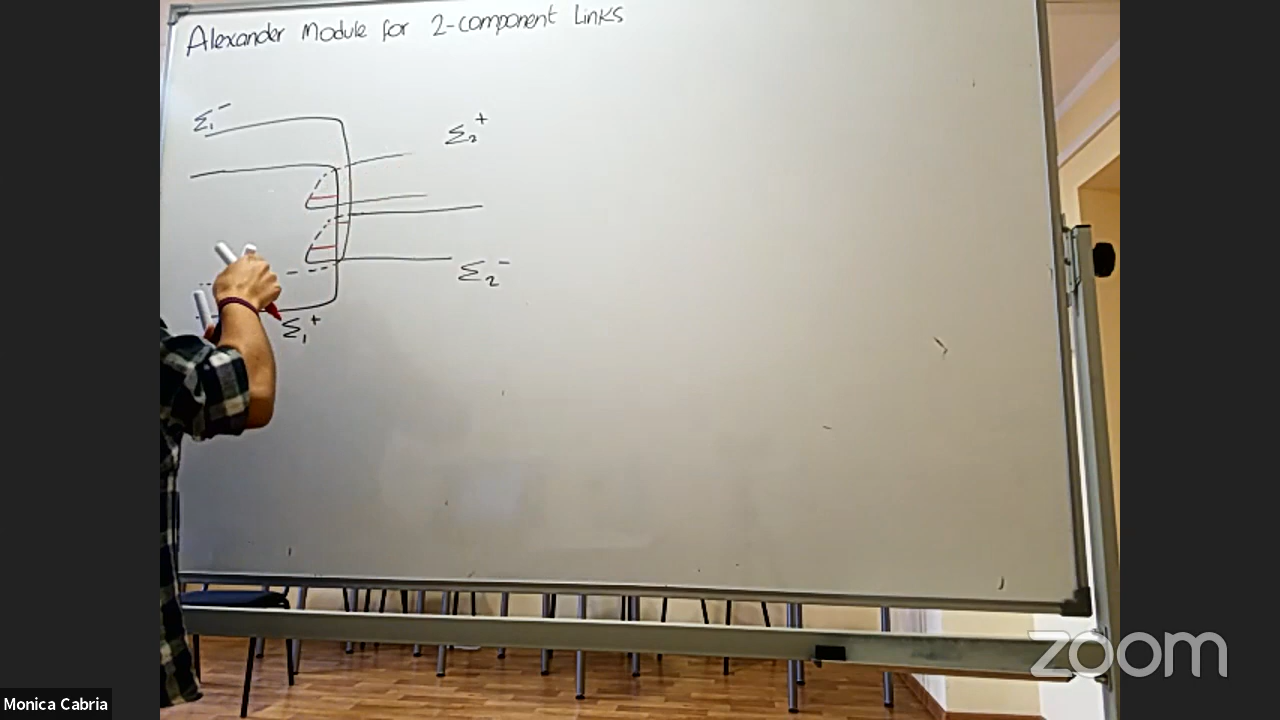 Alexander Module for 2-component Links
Σ₁⁻
Σ₂⁺
Σ₂⁻
Σ₁⁺
zoom
Monica Cabria